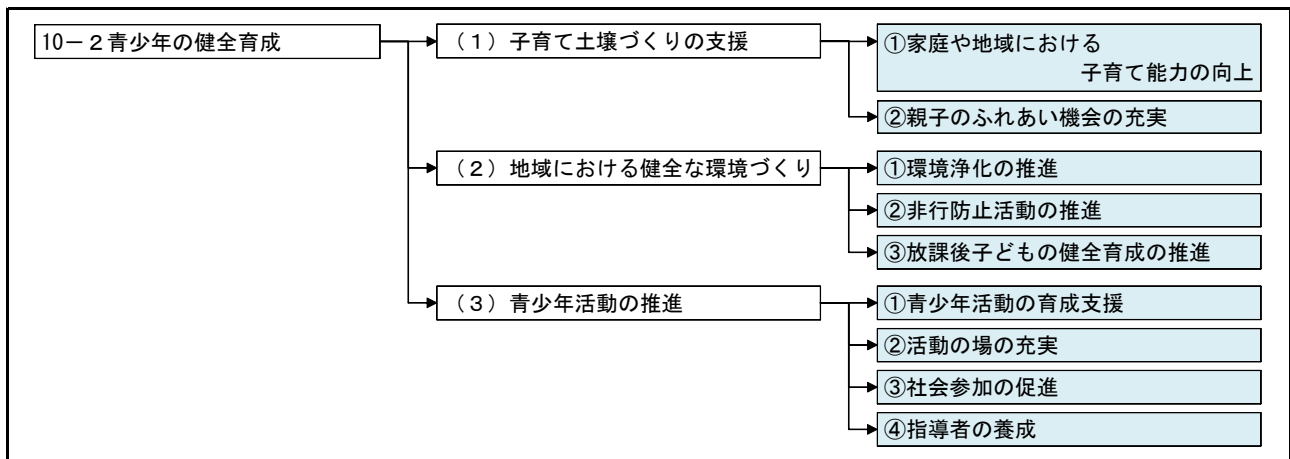 10－２青少年の健全育成
（１）子育て土壌づくりの支援
①家庭や地域における
子育て能力の向上
②親子のふれあい機会の充実
（２）地域における健全な環境づくり
①環境浄化の推進
②非行防止活動の推進
③放課後子どもの健全育成の推進
（３）青少年活動の推進
①青少年活動の育成支援
②活動の場の充実
③社会参加の促進
④指導者の養成